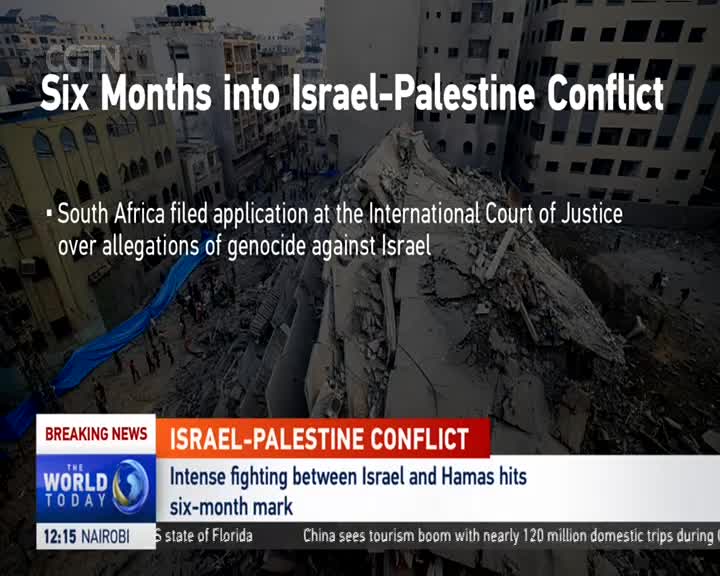 CGTN
Six Months into Israel-Palestine Conflict
▪ South Africa filed application at the International Court of Justice
over allegations of genocide against Israel
BREAKING NEWS
ISRAEL-PALESTINE CONFLICT
THE
WORLD
TODAY
Intense fighting between Israel and Hamas hits
six-month mark
12:15 NAIROBI
S state of Florida
China sees tourism boom with nearly 120 million domestic trips during